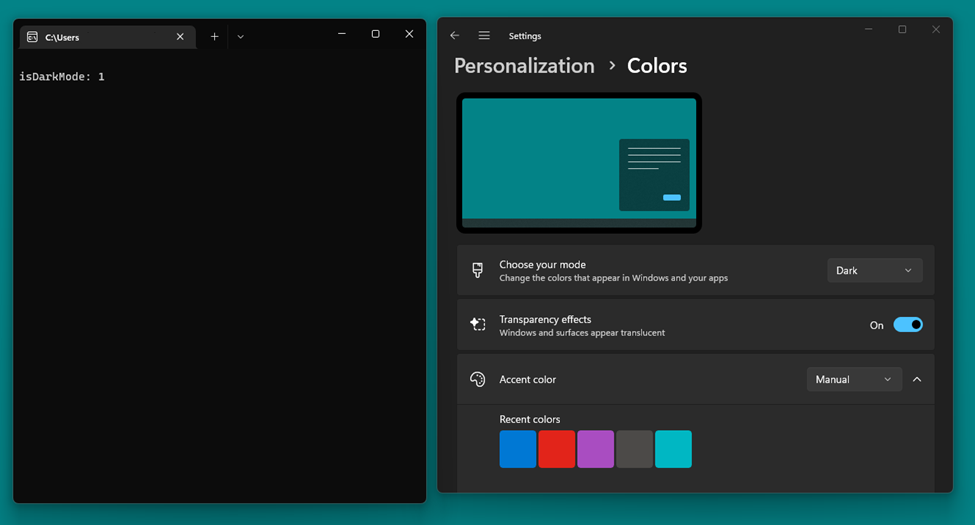 C:\Users
isDarkMode: 1
Settings
Personalization > Colors
Choose your mode
Change the colors that appear in Windows and your apps
Dark
Transparency effects
Windows and surfaces appear translucent
On
Accent color
Manual
Recent colors